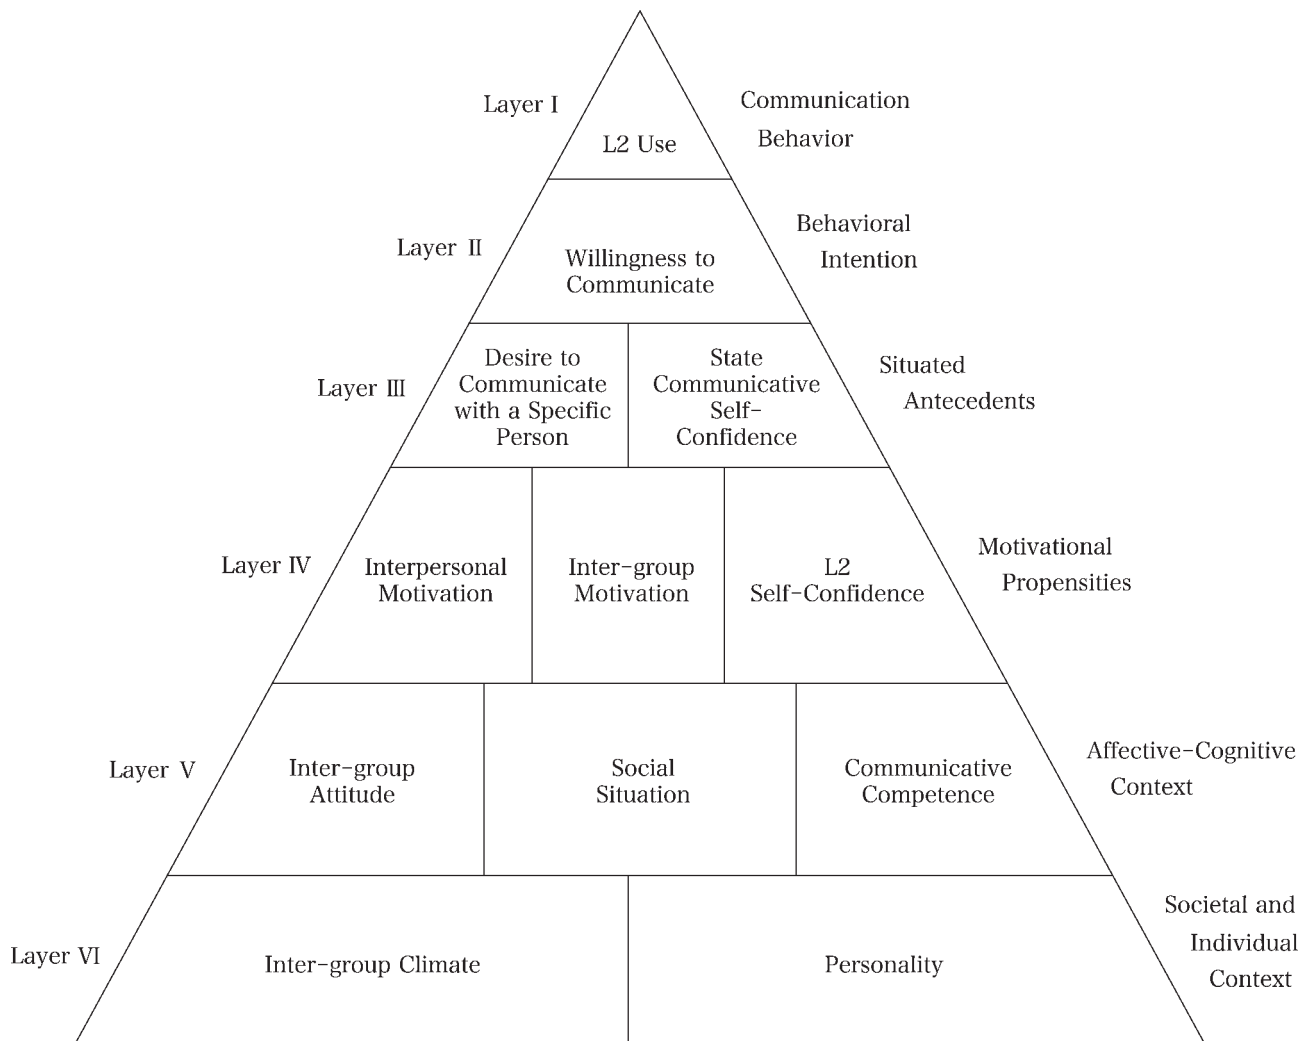 Layer I
Communication
Behavior
L2 Use
Layer II
Behavioral
Intention
Willingness to
Communicate
Layer III
Desire to
Communicate
with a Specific
Person
State
Communicative
Self-
Confidence
Situated
Antecedents
Layer IV
Interpersonal
Motivation
Inter-group
Motivation
L2
Self-Confidence
Motivational
Propensities
Layer V
Inter-group
Attitude
Social
Situation
Communicative
Competence
Affective-Cognitive
Context
Layer VI
Inter-group Climate
Personality
Societal and
Individual
Context